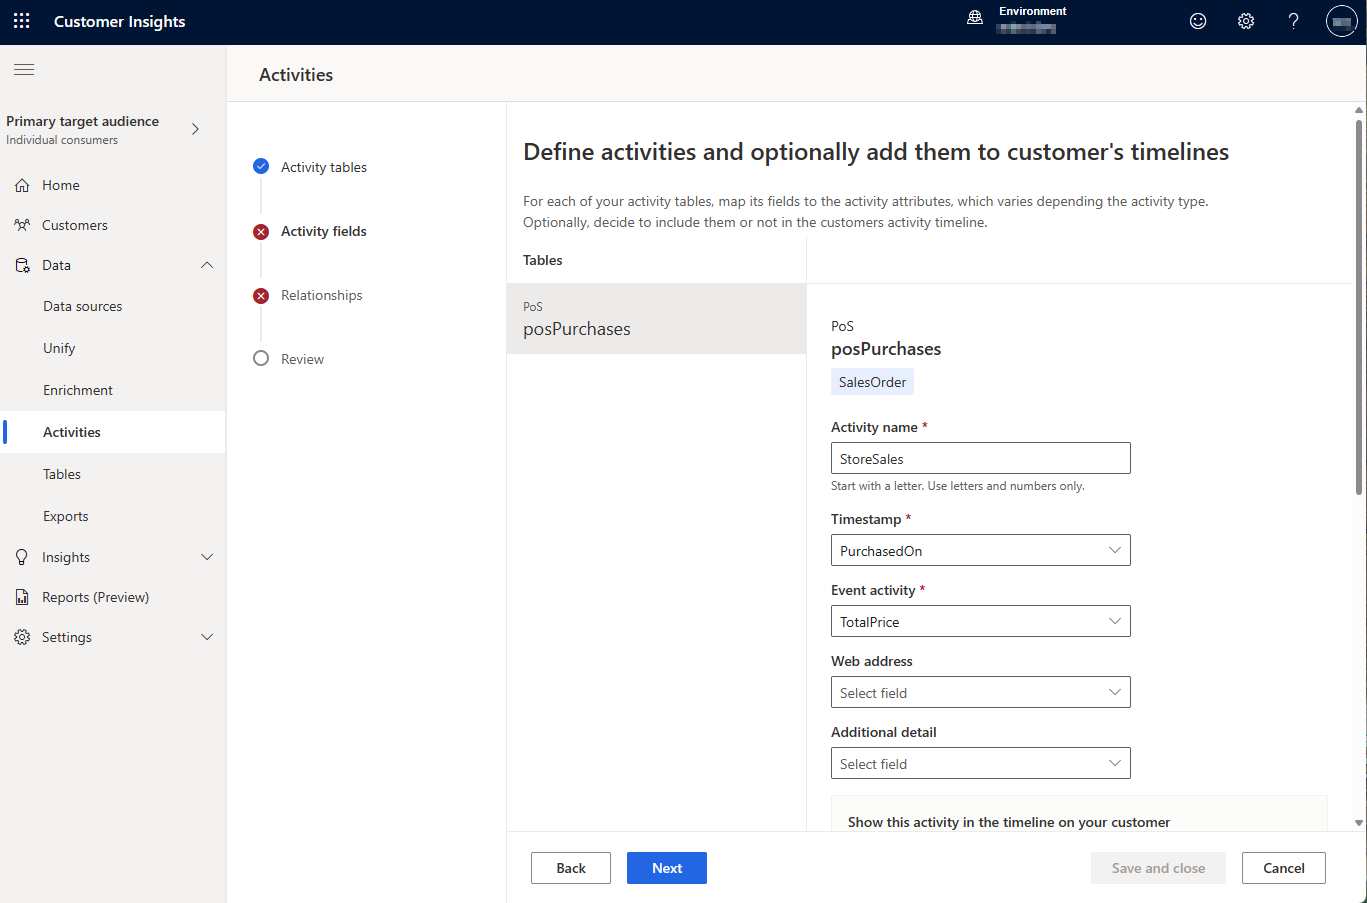 Customer Insights
Environment
Activities
Primary target audience
Individual consumers
Home
Customers
Data
Data sources
Unify
Enrichment
Activities
Tables
Exports
Insights
Reports (Preview)
Settings
Activity tables
Activity fields
Relationships
Review
Define activities and optionally add them to customer's timelines
For each of your activity tables, map its fields to the activity attributes, which varies depending the activity type.
Optionally, decide to include them or not in the customers activity timeline.
Tables
PoS
posPurchases
PoS
posPurchases
SalesOrder
Activity name *
StoreSales
Start with a letter. Use letters and numbers only.
Timestamp *
PurchasedOn
Event activity *
TotalPrice
Web address
Select field
Additional detail
Select field
Show this activity in the timeline on your customer
Back
Next
Save and close
Cancel